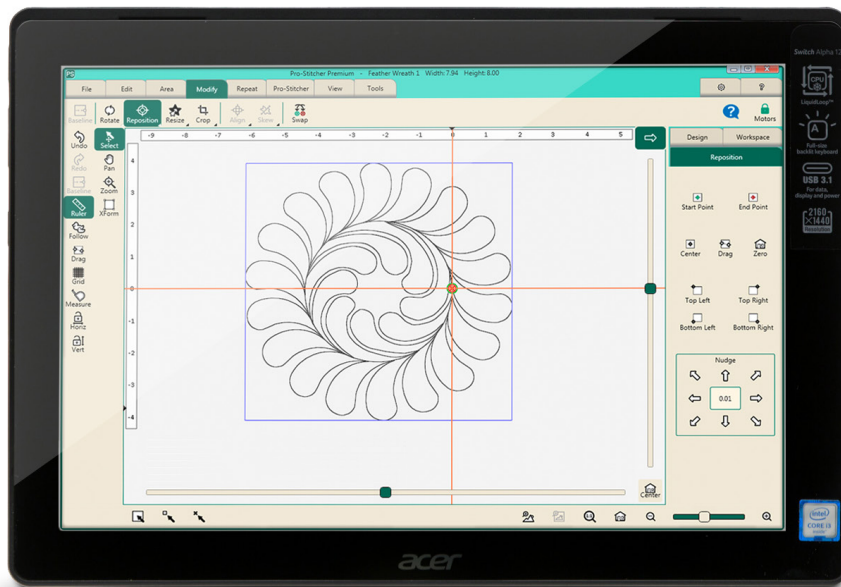 Pro-Stitcher Premium - Feather Wreath 1 Width: 7.94 Height: 8.00
File Edit Area Modify Repeat Pro-Stitcher View Tools
Baseline Rotate Reposition Resize Crop Align Skew Swap
Motors
Undo Select
Redo Pan
Baseline Zoom
Ruler XForm
Follow
Drag
Grid
Measure
Horiz
Vert
-9 -8 -7 -6 -5 -4 -3 -2 -1 0 1 2 3 4 5
4
3
2
1
0
-1
-2
-3
-4
Center
Design Workspace
Reposition
Start Point End Point
Center Drag Zero
Top Left Top Right
Bottom Left Bottom Right
Nudge
0.01
Switch Alpha 12
CPU
LiquidLoop™
A
Full-size
backlit keyboard
USB 3.1
For data,
display and power
2160
×1440
Resolution
intel
CORE i3
acer